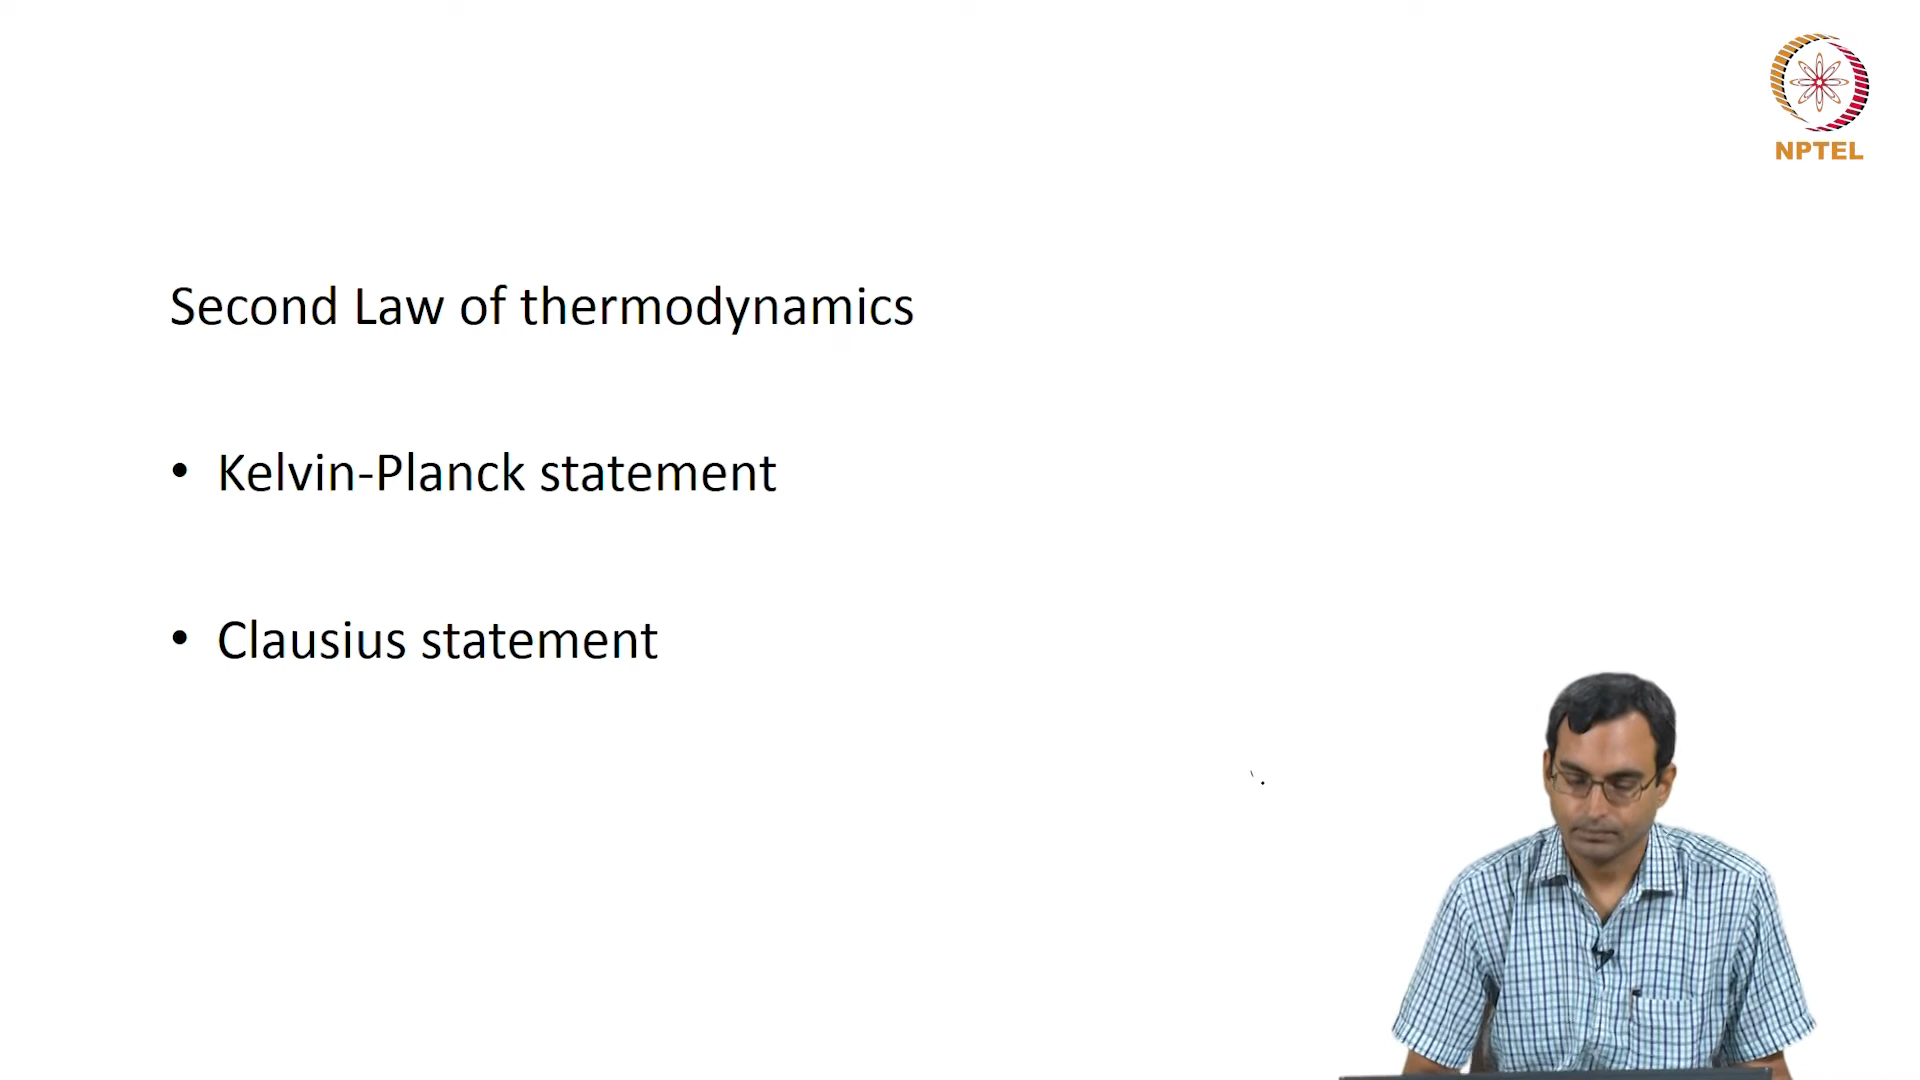 NPTEL
Second Law of thermodynamics
• Kelvin-Planck statement
• Clausius statement